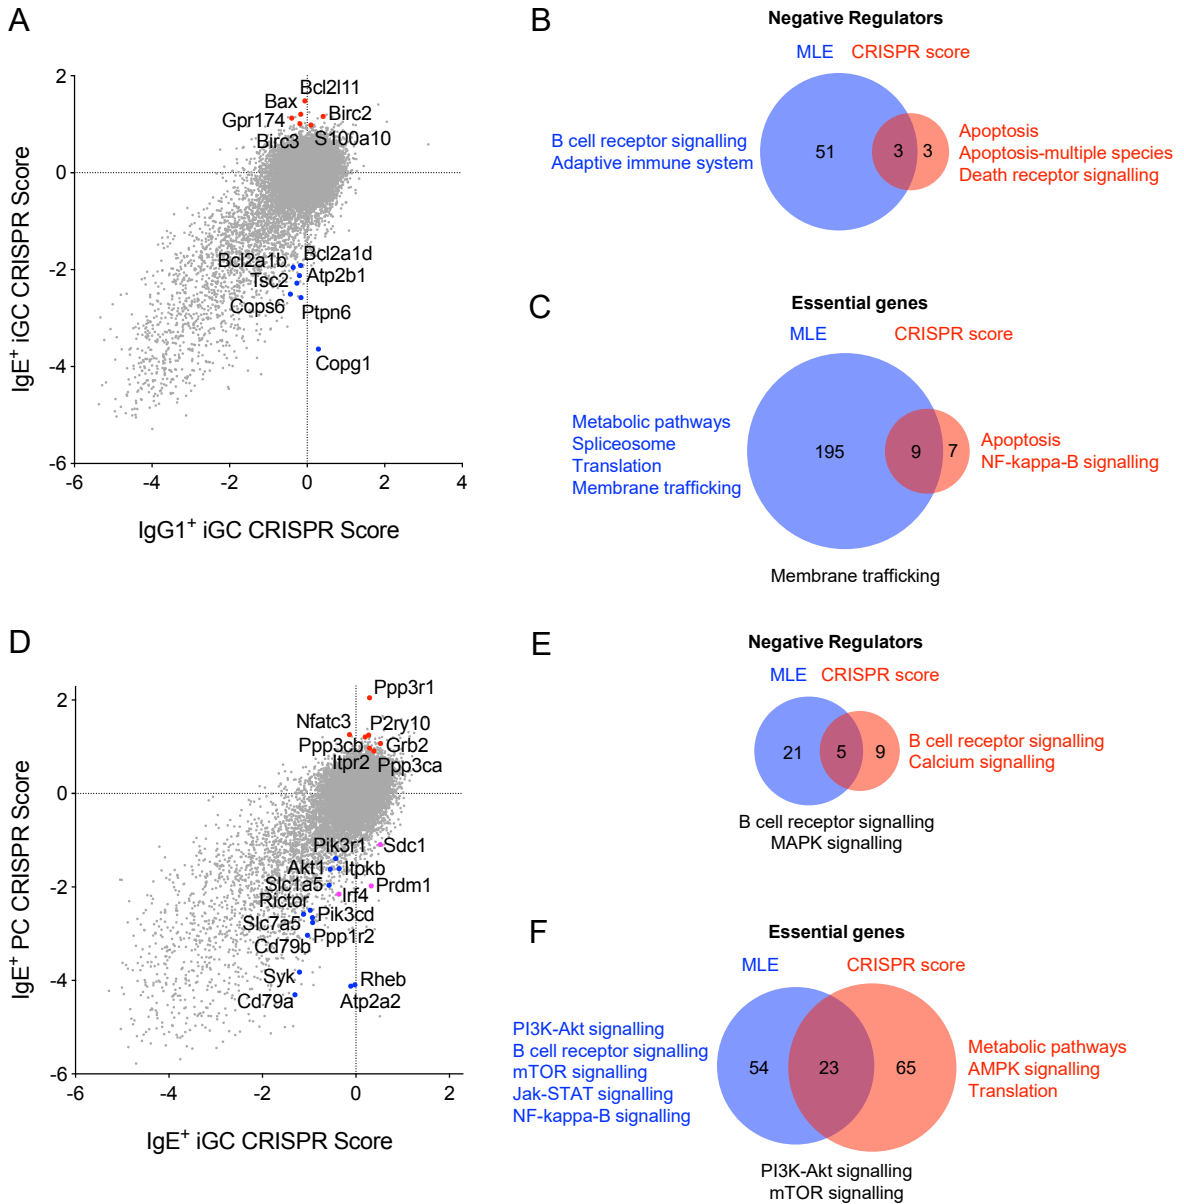 A
IgE+ iGC CRISPR Score
2
0
-2
-4
-6
-6
-4
-2
0
2
4
IgG1+ iGC CRISPR Score
Bcl2l11
Bax
Birc2
Gpr174
Birc3
S100a10
Bcl2a1d
Bcl2a1b
Atp2b1
Tsc2
Cops6
Ptpn6
Copg1
B
Negative Regulators
MLE
CRISPR score
B cell receptor signalling
Adaptive immune system
51
3
3
Apoptosis
Apoptosis-multiple species
Death receptor signalling
C
Essential genes
MLE
CRISPR score
Metabolic pathways
Spliceosome
Translation
Membrane trafficking
195
9
7
Apoptosis
NF-kappa-B signalling
Membrane trafficking
D
IgE+ PC CRISPR Score
2
0
-2
-4
-6
-6
-4
-2
0
2
IgE+ iGC CRISPR Score
Ppp3r1
Nfatc3
P2ry10
Ppp3cb
Grb2
Itpr2
Ppp3ca
Pik3r1
Sdc1
Akt1
Itpkb
Slc1a5
Prdm1
Irf4
Rictor
Pik3cd
Slc7a5
Ppp1r2
Cd79b
Syk
Rheb
Cd79a
Atp2a2
E
Negative Regulators
MLE
CRISPR score
21
5
9
B cell receptor signalling
Calcium signalling
B cell receptor signalling
MAPK signalling
F
Essential genes
MLE
CRISPR score
PI3K-Akt signalling
B cell receptor signalling
mTOR signalling
Jak-STAT signalling
NF-kappa-B signalling
54
23
65
Metabolic pathways
AMPK signalling
Translation
PI3K-Akt signalling
mTOR signalling